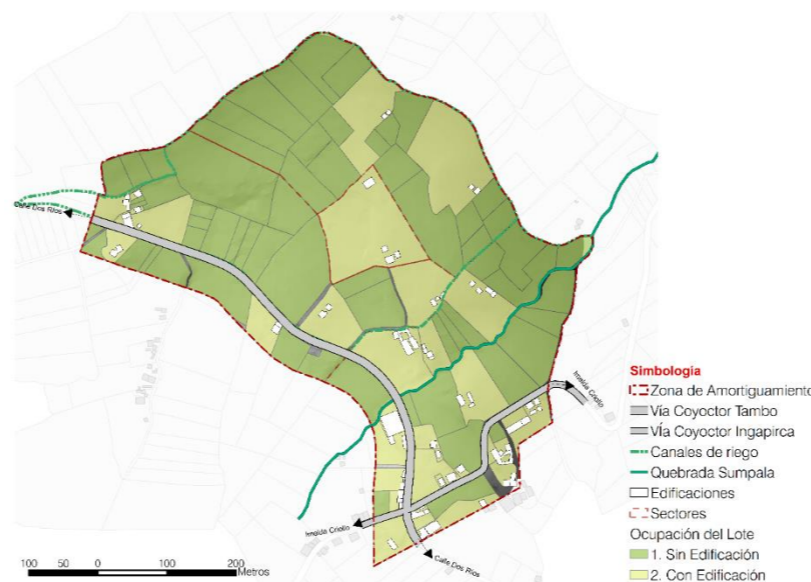 Calle Dos Ríos
Imelda Criollo
Imelda Criollo
Calle Dos Ríos
Simbología
Zona de Amortiguamiento
Vía Coyoctor Tambo
VÍa Coyoctor Ingapirca
Canales de riego
Quebrada Sumpala
Edificaciones
Sectores
Ocupación del Lote
1. Sin Edificación
2. Con Edificación
100 50 0 100 200
Metros